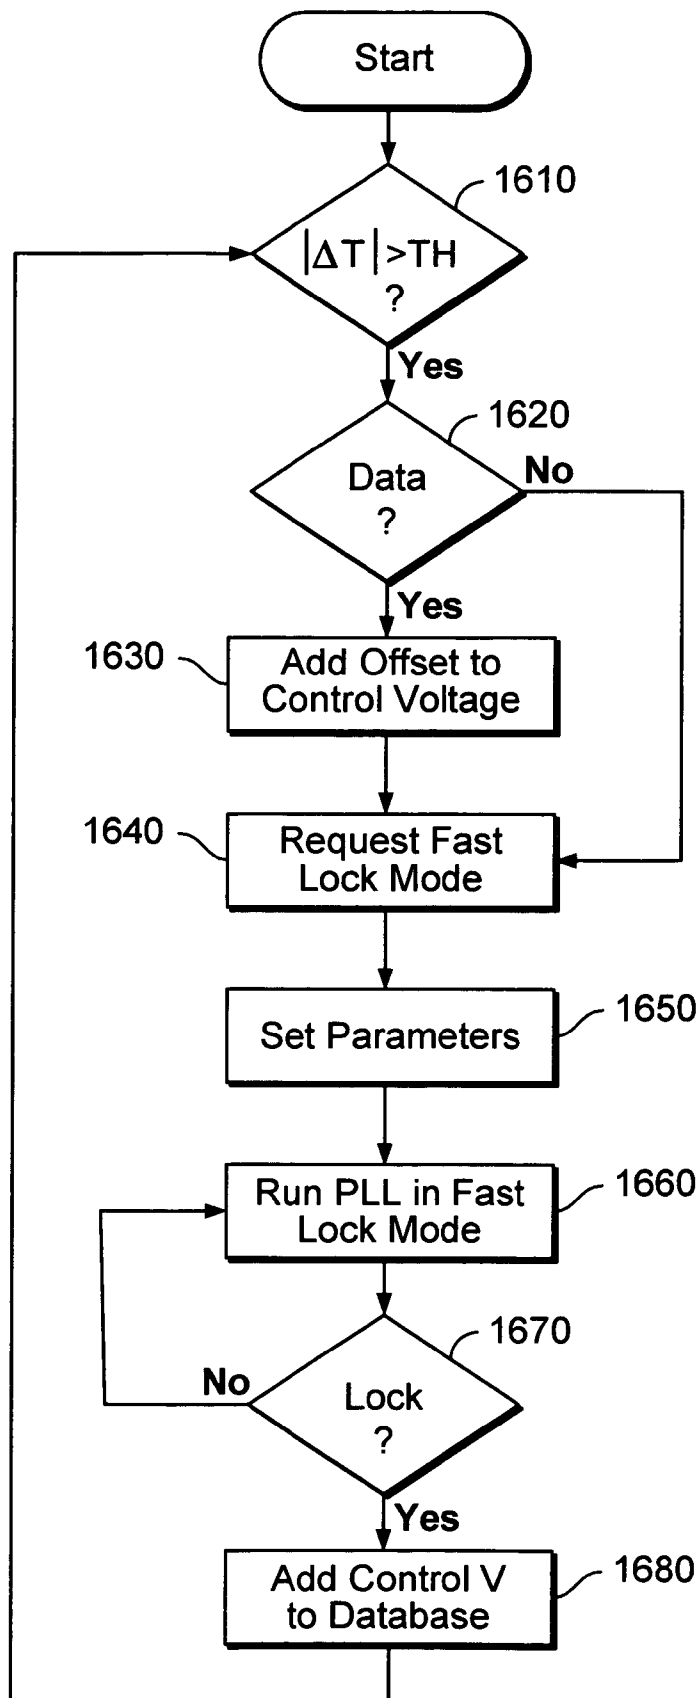 Start
1610
|ΔT|>TH
?
Yes
1620
Data
?
No
Yes
1630
Add Offset to
Control Voltage
1640
Request Fast
Lock Mode
1650
Set Parameters
1660
Run PLL in Fast
Lock Mode
1670
Lock
?
No
Yes
1680
Add Control V
to Database